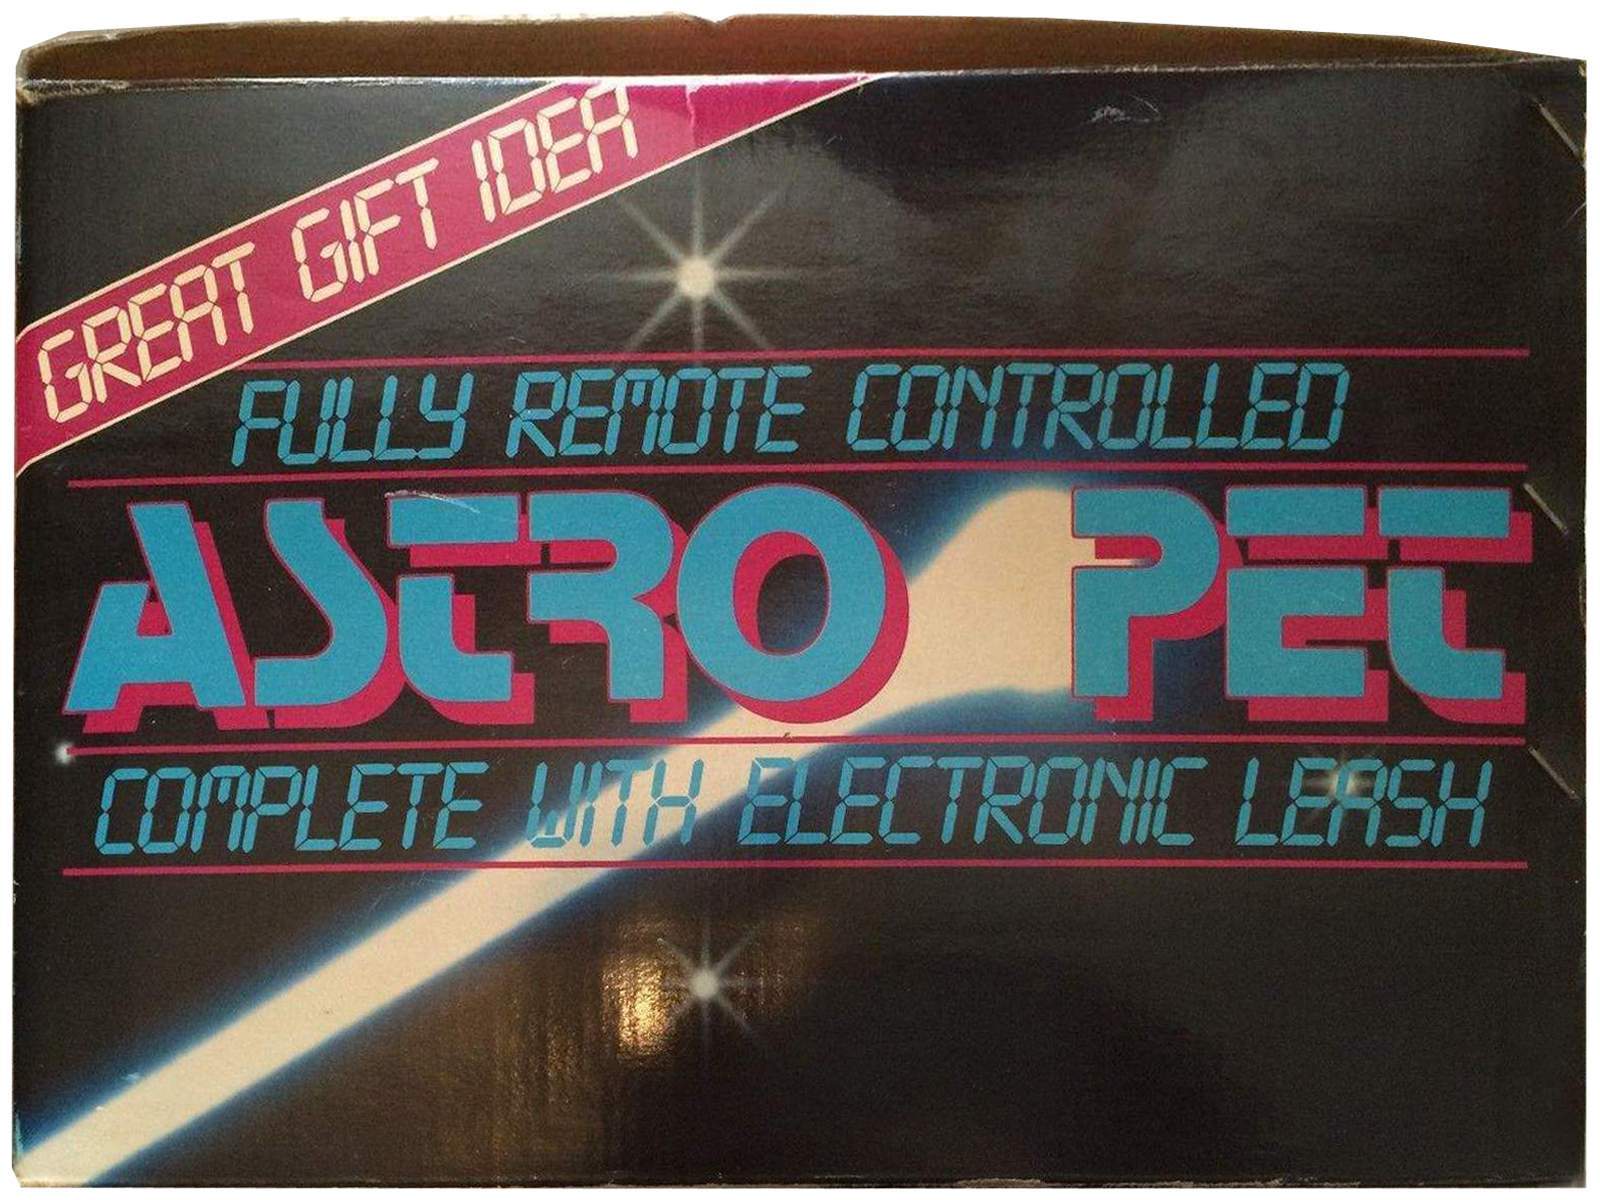 GREAT GIFT IDEA
FULLY REMOTE CONTROLLED
ASTRO PET
COMPLETE WITH ELECTRONIC LEASH